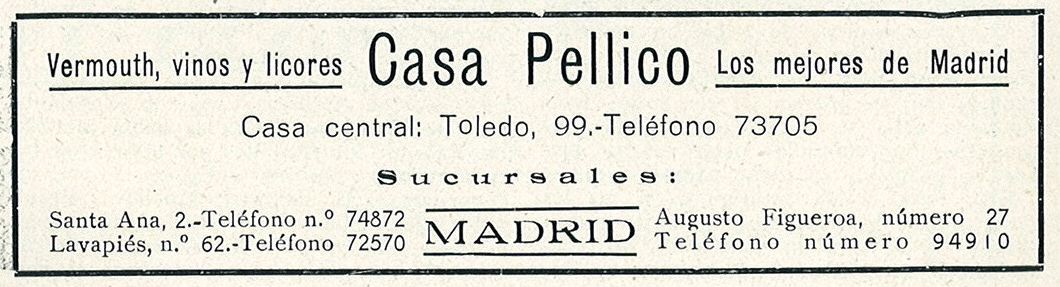 Vermouth, vinos y licores Casa Pellico Los mejores de Madrid
Casa central: Toledo, 99.-Teléfono 73705
Sucursales:
Santa Ana, 2.-Teléfono n.º 74872
Lavapiés, n.º 62.-Teléfono 72570
MADRID
Augusto Figueroa, número 27
Teléfono número 94910